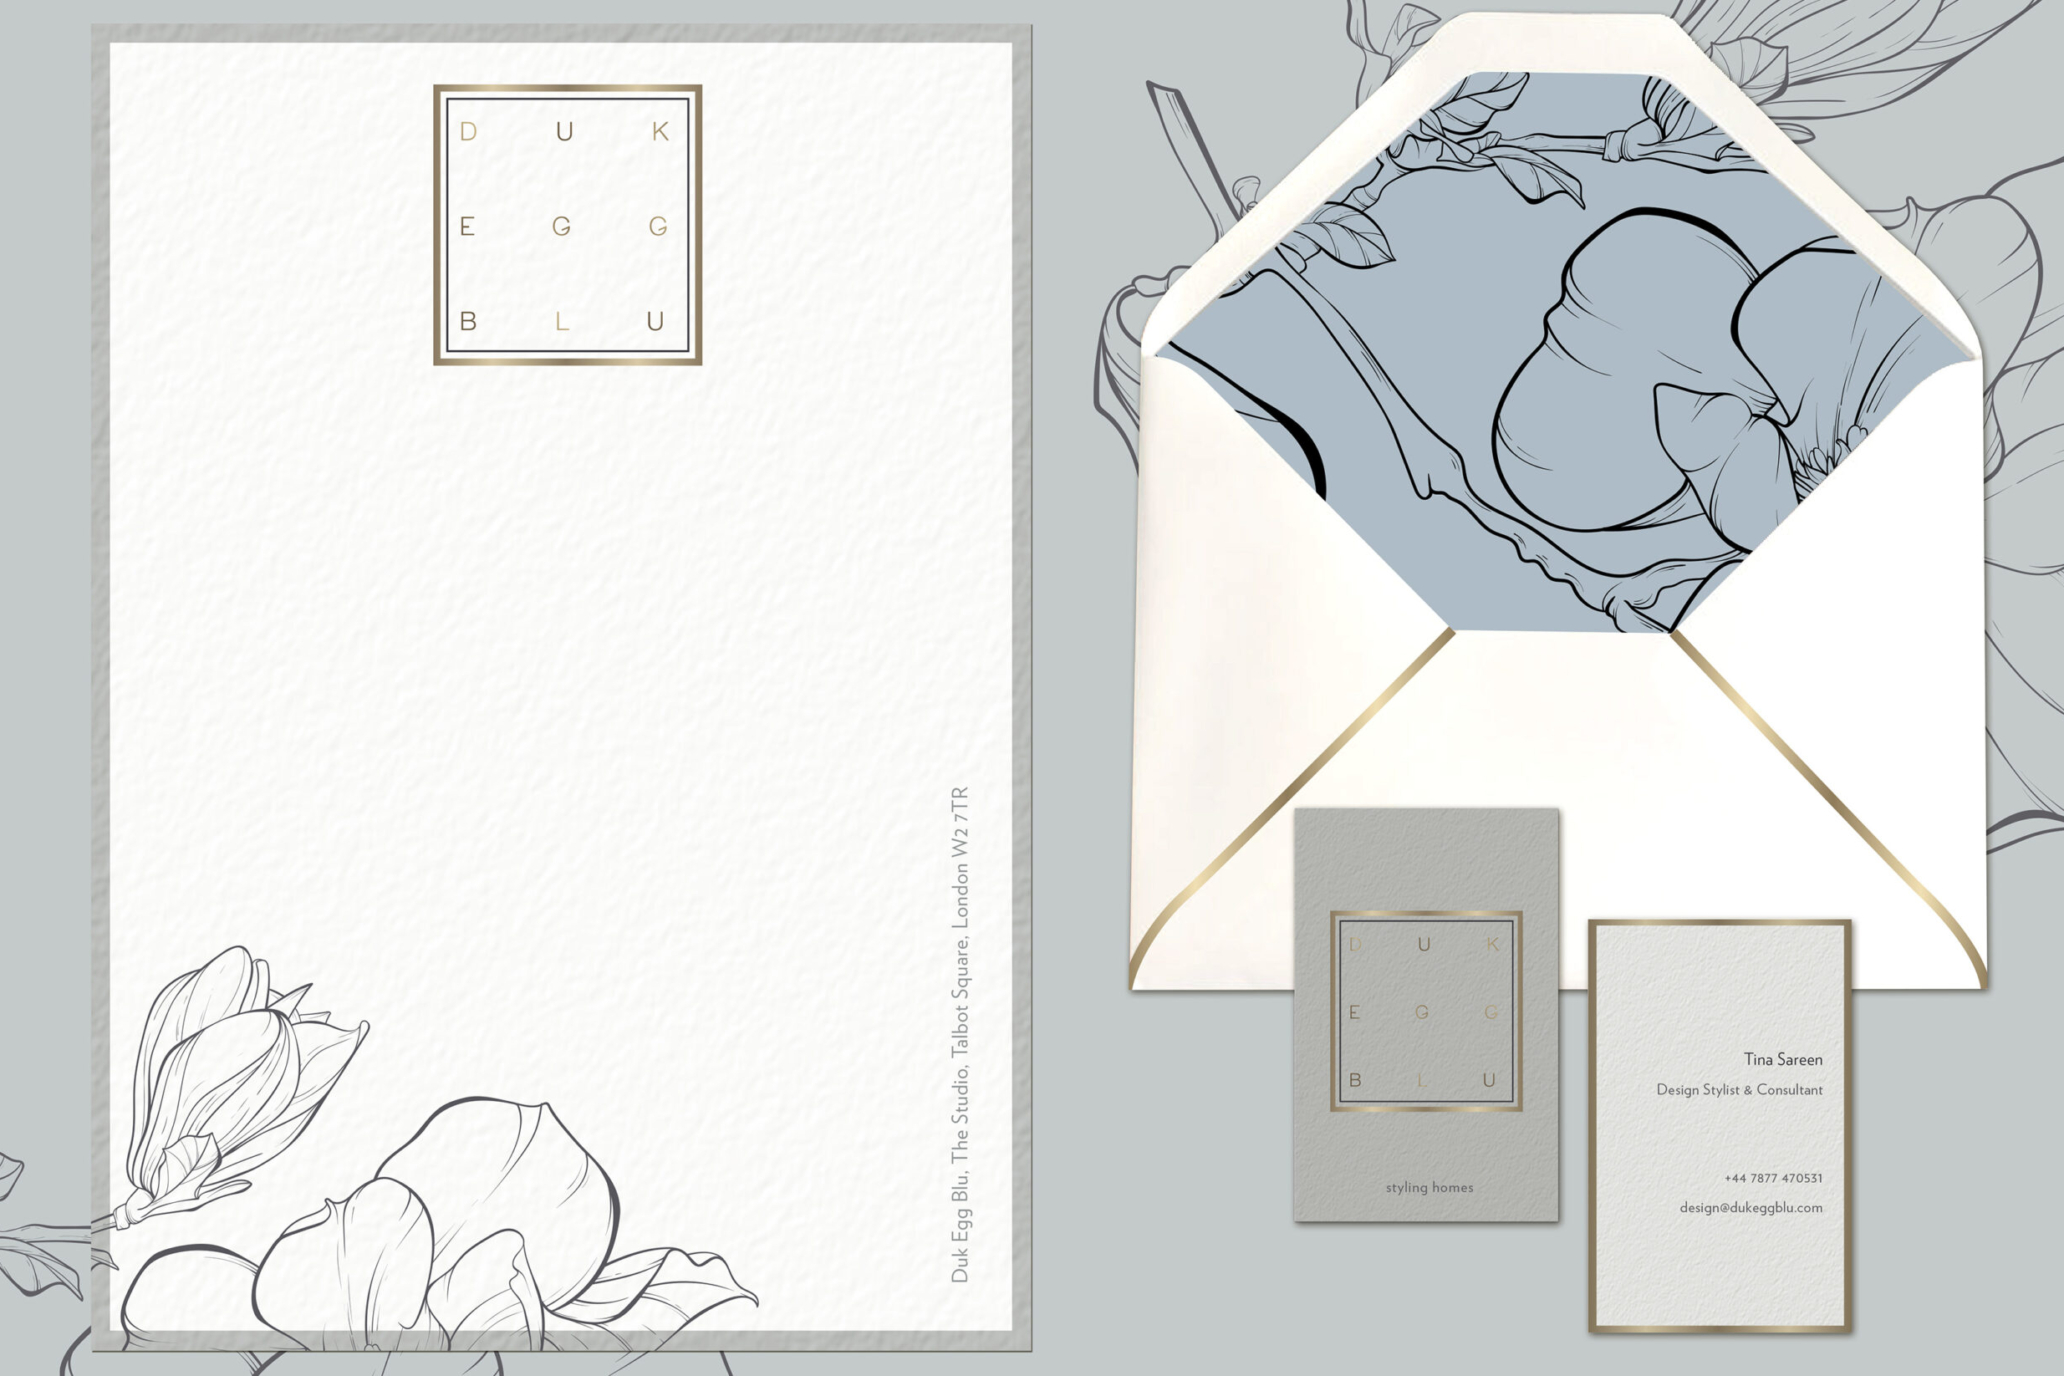 D U K
E G G
B L U
Duk Egg Blu, The Studio, Talbot Square, London W2 7TR
D U K
E G G
B L U
styling homes
Tina Sareen
Design Stylist & Consultant
+44 7877 470531
design@dukeggblu.com